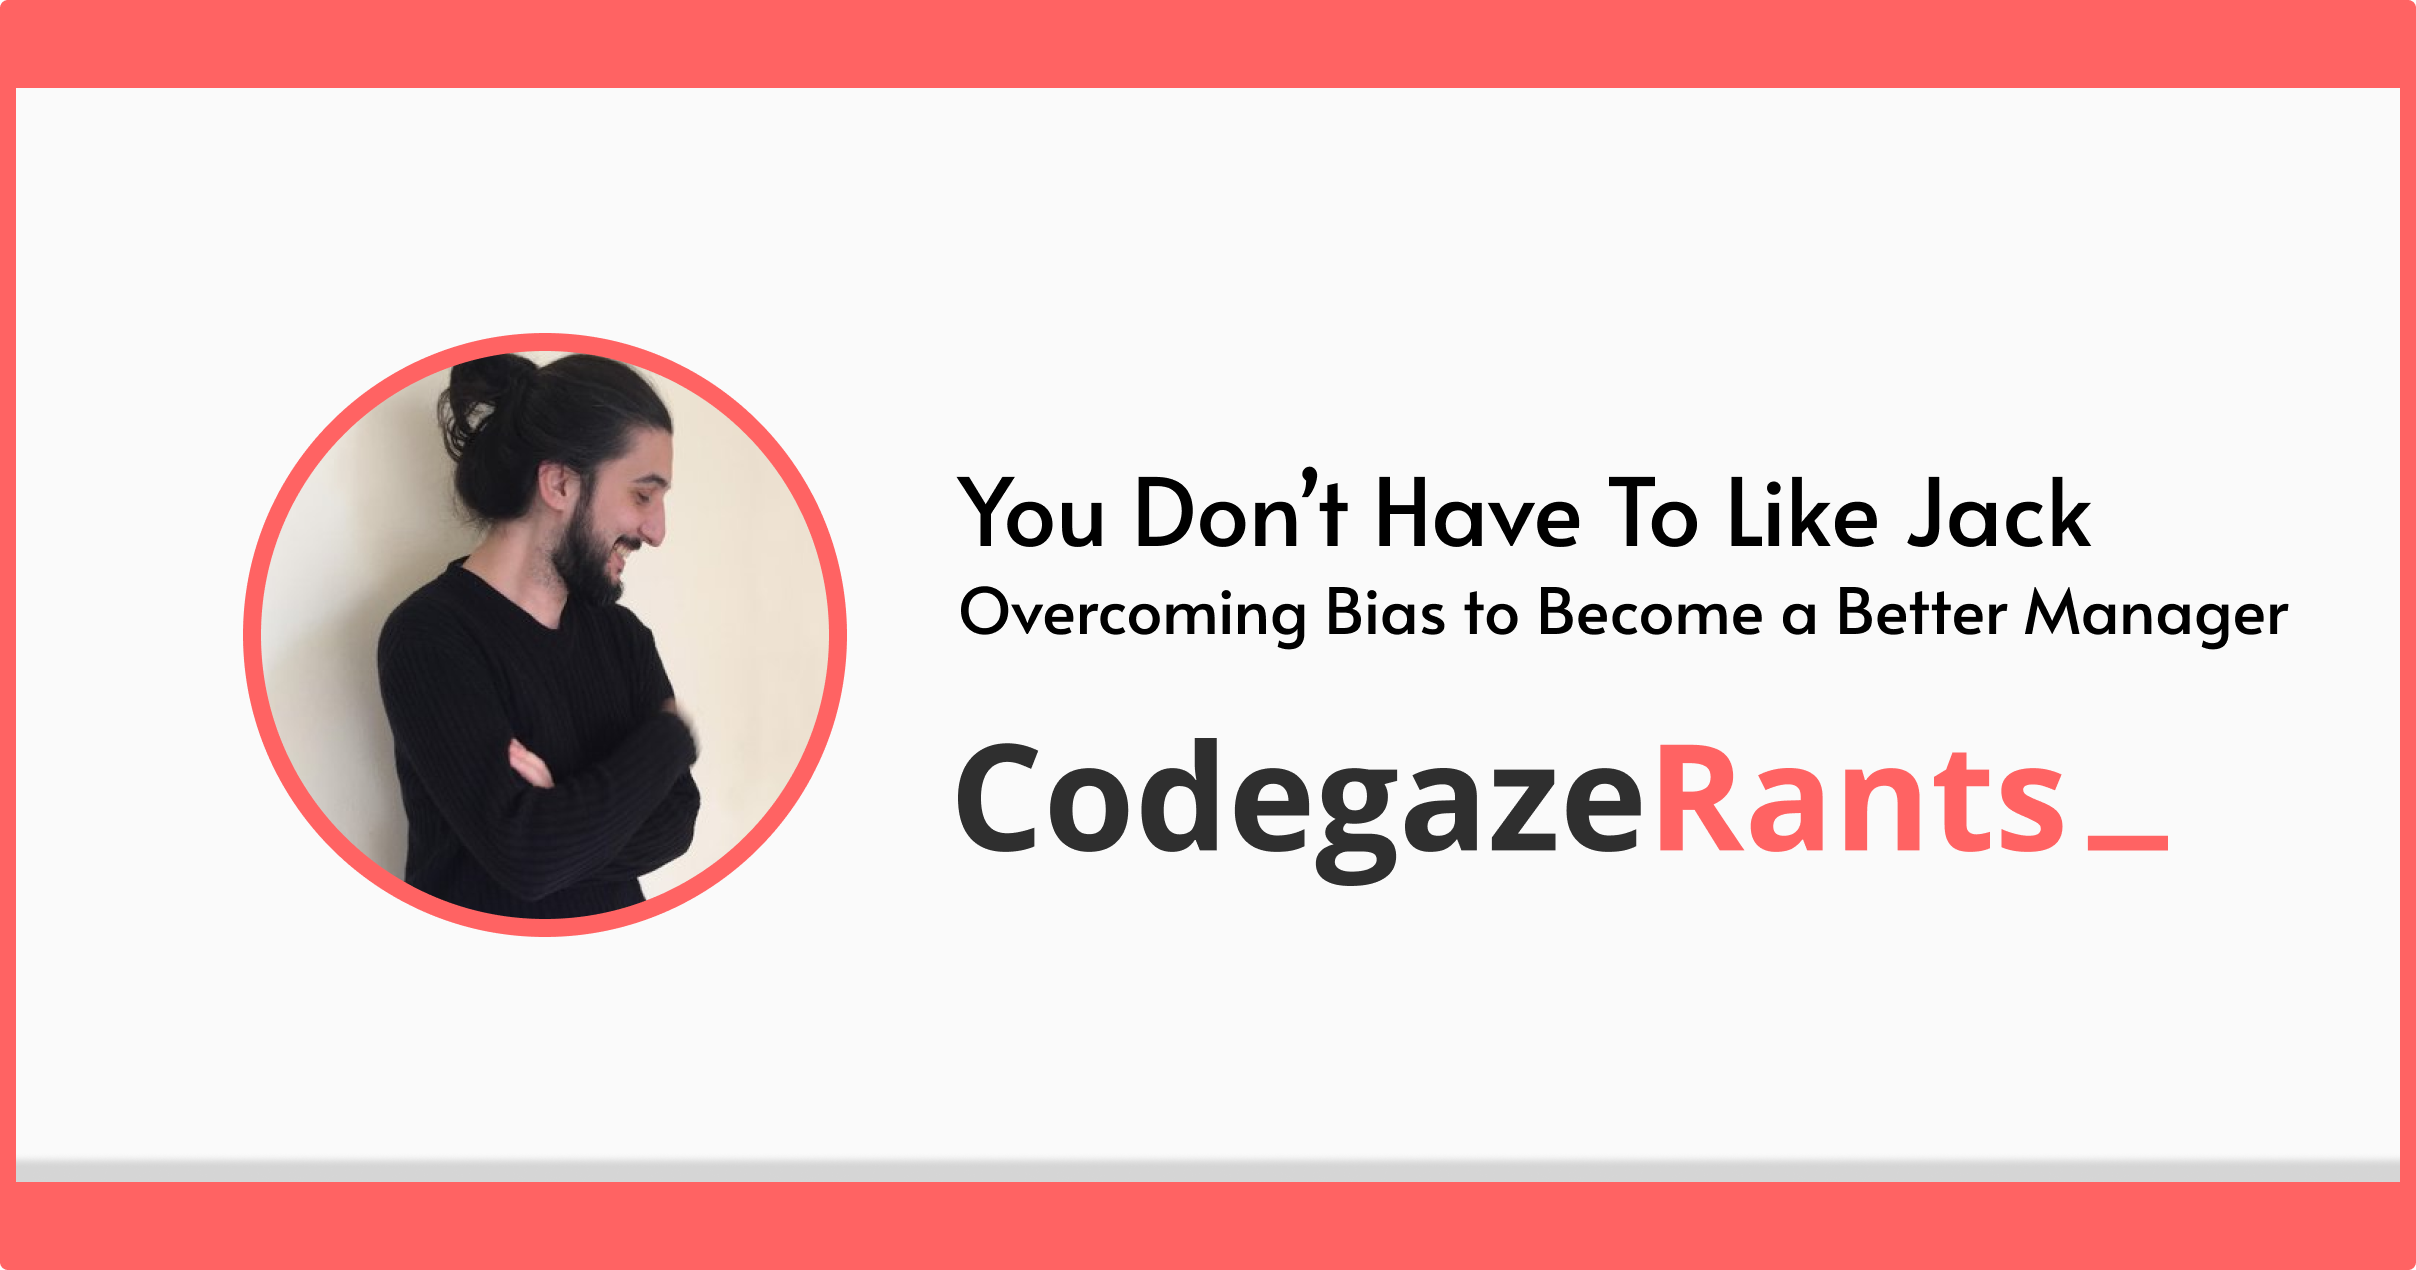 You Don’t Have To Like Jack
Overcoming Bias to Become a Better Manager
CodegazeRants_